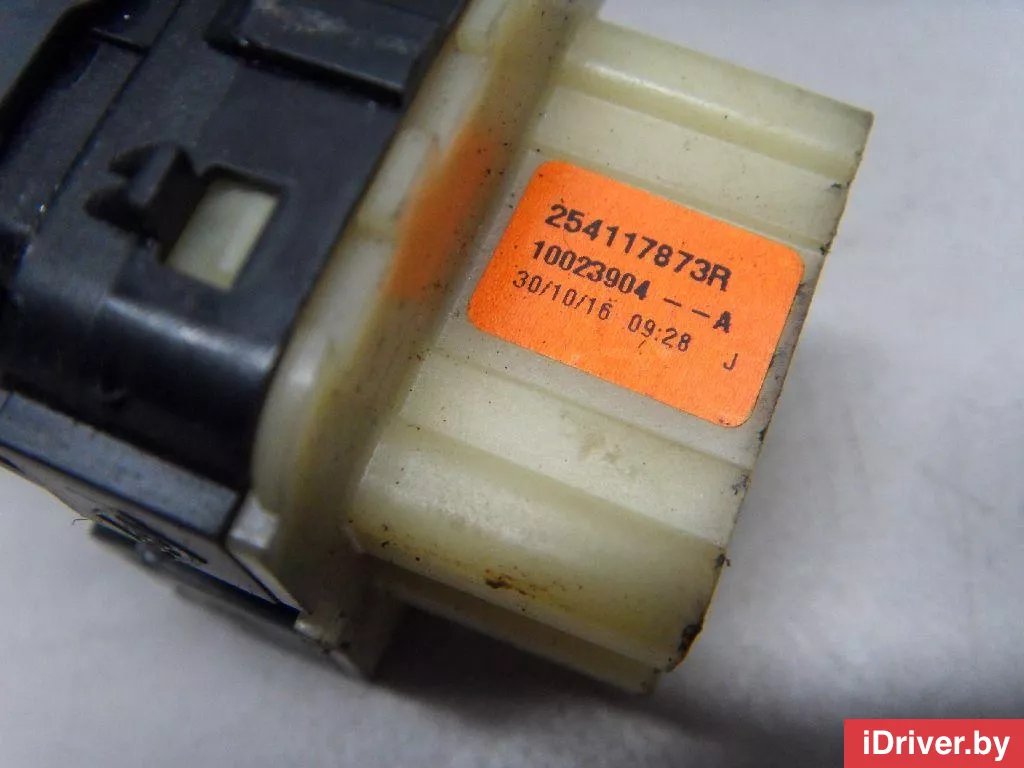 254117873R
10023904 -- A
30/10/16 09:28 J
iDriver.by